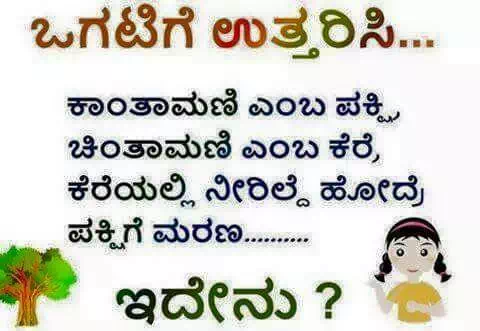 ಒಗಟಿಗೆ ಉತ್ತರಿಸಿ...
ಕಾಂತಾಮಣಿ ಎಂಬ ಪಕ್ಷಿ,
ಚಿಂತಾಮಣಿ ಎಂಬ ಕೆರೆ,
ಕೆರೆಯಲ್ಲಿ ನೀರಿಲ್ದೆ ಹೋದ್ರೆ
ಪಕ್ಷಿಗೆ ಮರಣ..........
ಇದೇನು ?